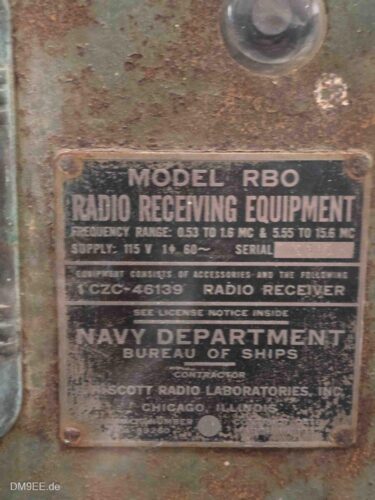 MODEL RBO
RADIO RECEIVING EQUIPMENT
FREQUENCY RANGE: 0.53 TO 1.6 MC & 5.55 TO 15.6 MC
SUPPLY: 115 V 1ϕ 60~ SERIAL
EQUIPMENT CONSISTS OF ACCESSORIES AND THE FOLLOWING
1 CZC-46139 RADIO RECEIVER
SEE LICENSE NOTICE INSIDE
NAVY DEPARTMENT
BUREAU OF SHIPS
CONTRACTOR
SCOTT RADIO LABORATORIES, INC.
CHICAGO, ILLINOIS
NUMBER
DM9EE.de